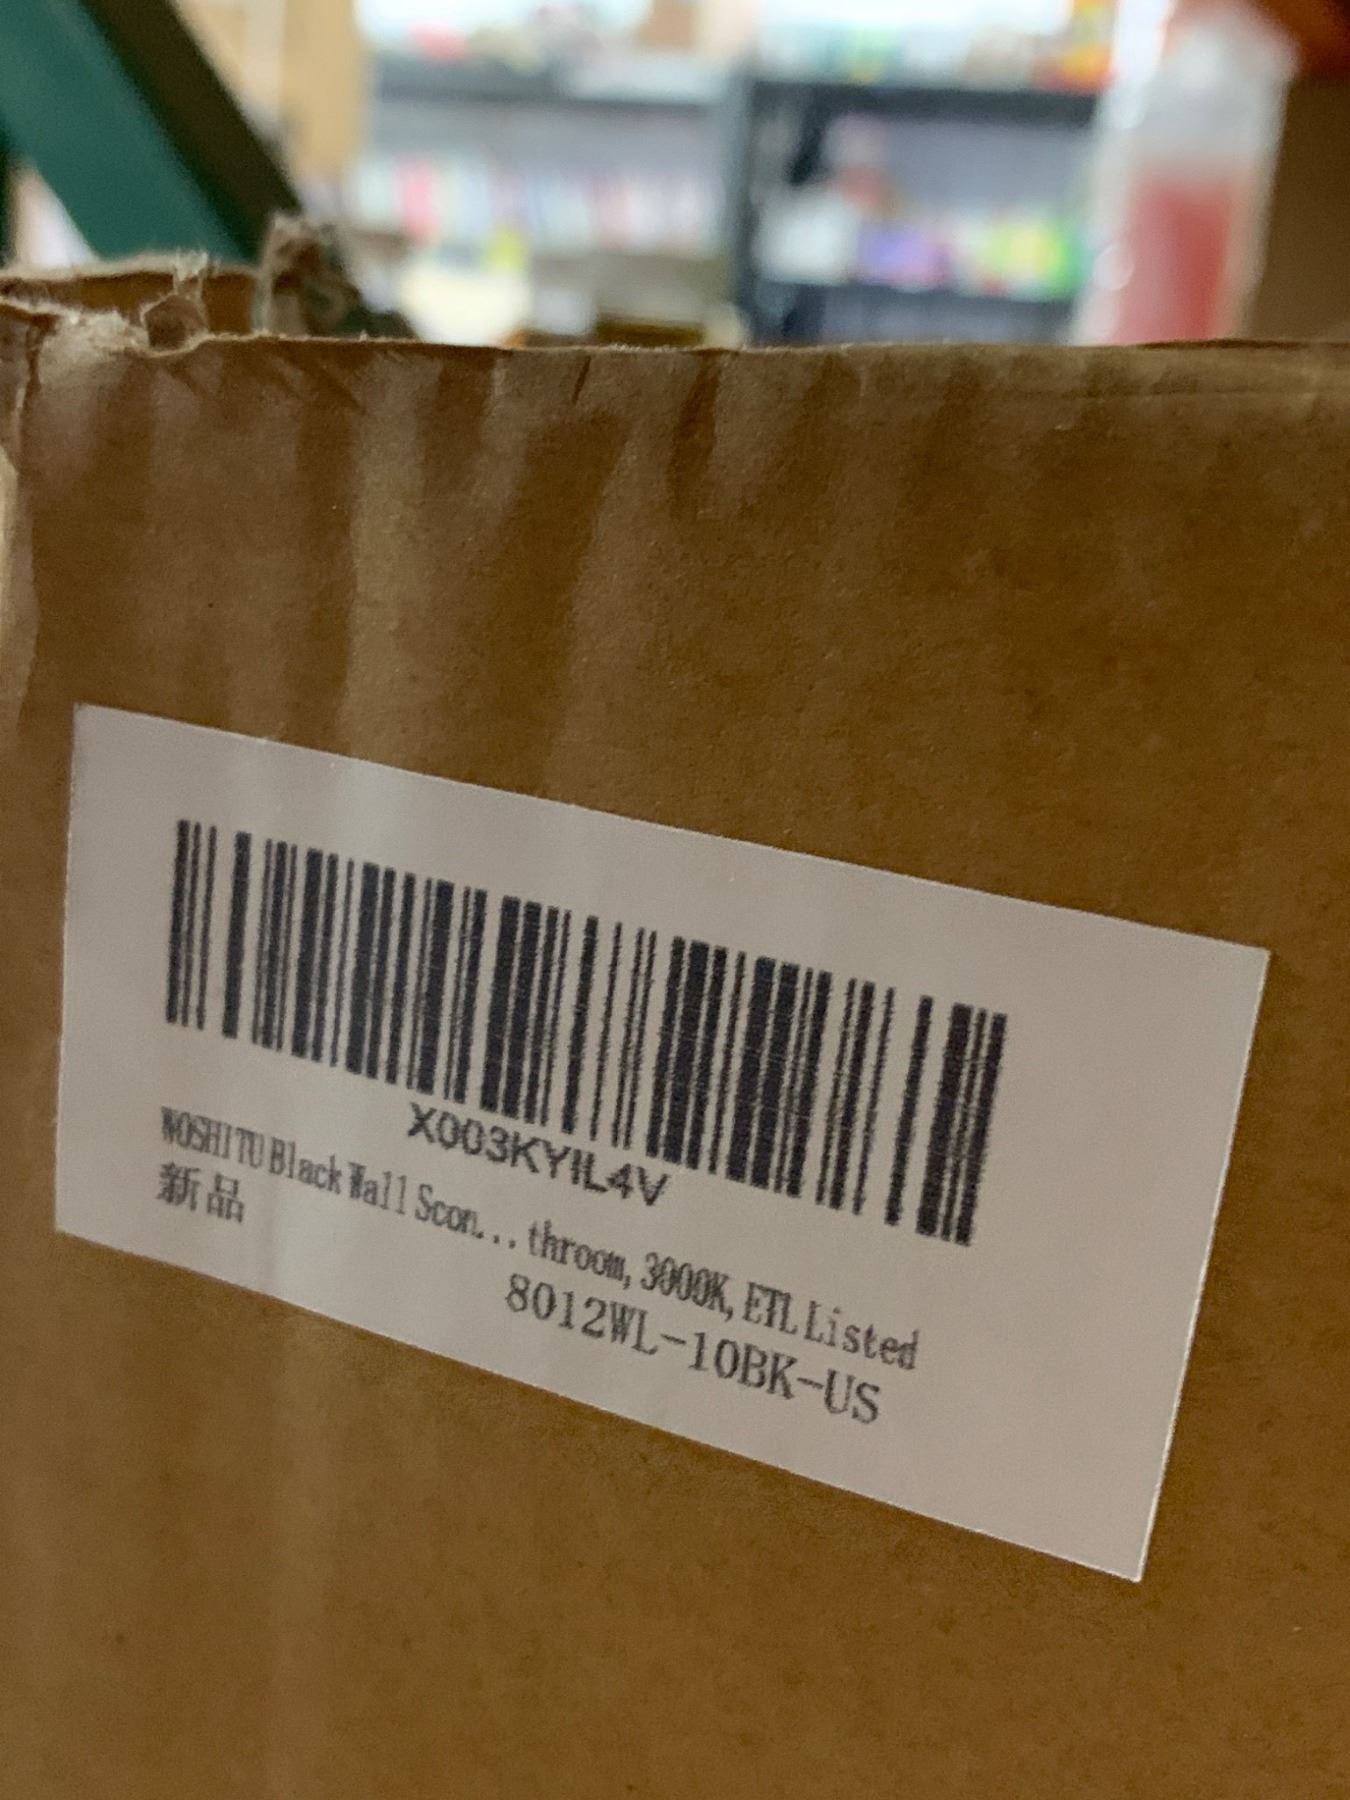 X003KYIL4V
WOSHITU Black Wall Scon... throom, 3000K, ETL Listed
新品
8012WL-10BK-US